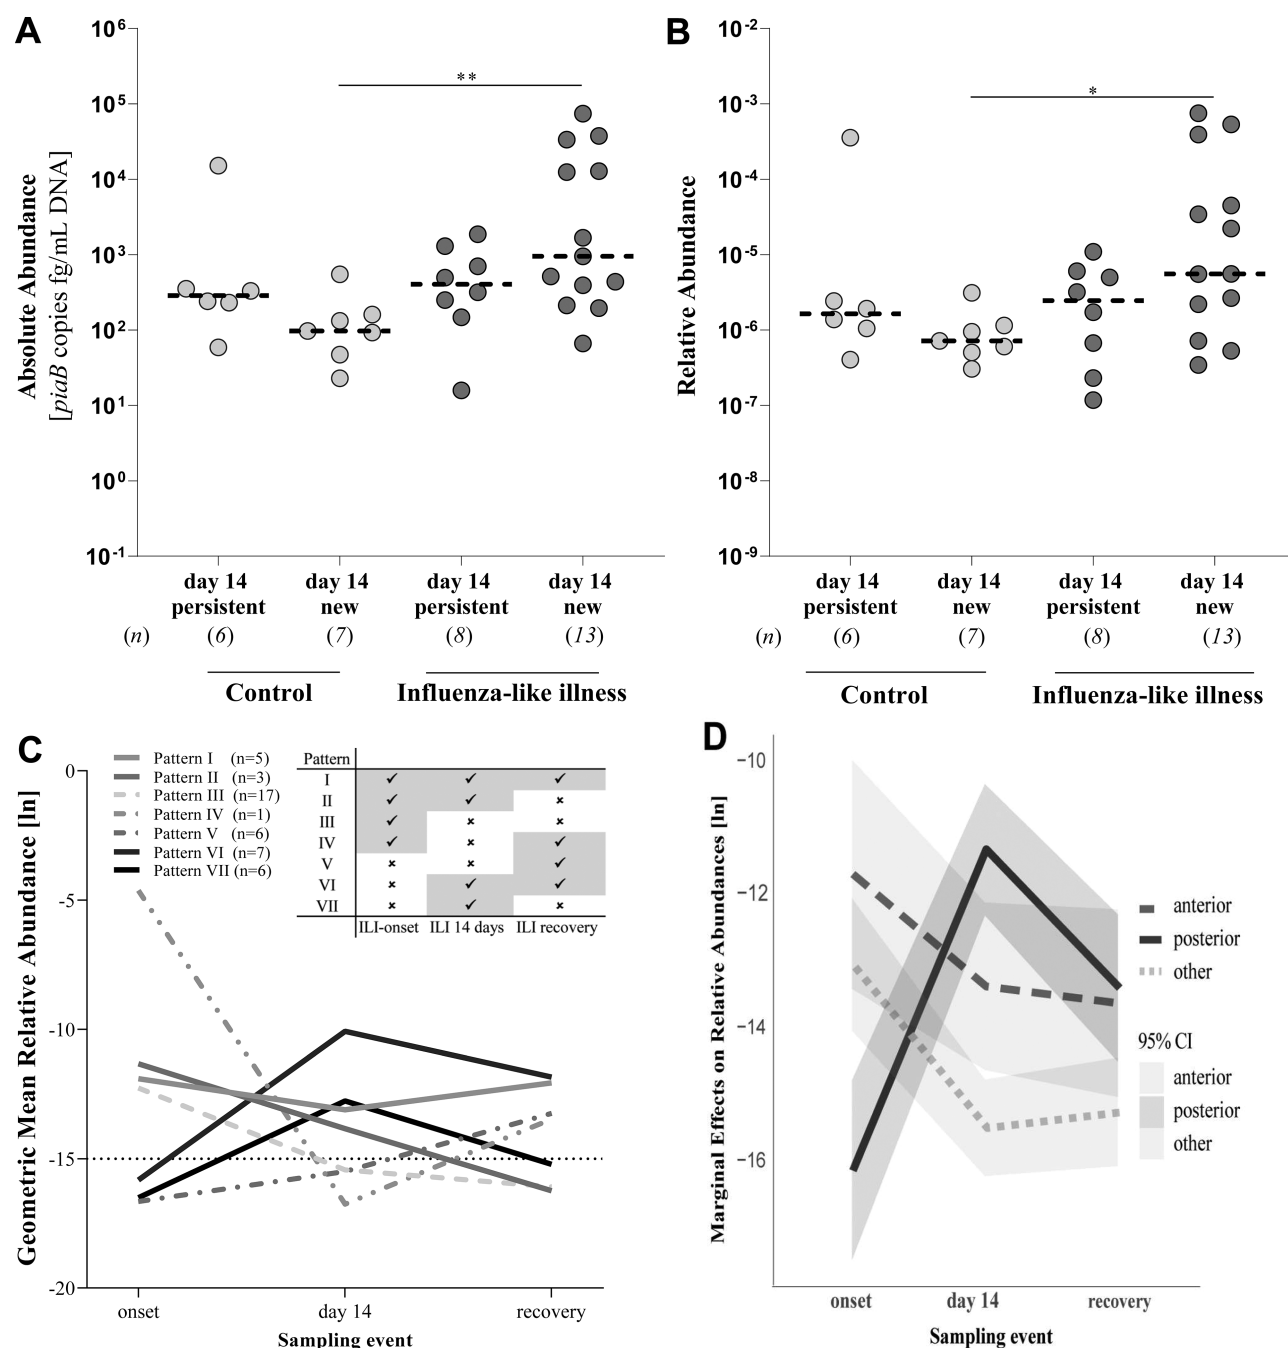 A
10^6
10^5
10^4
10^3
10^2
10^1
10^0
10^-1
Absolute Abundance
[piaB copies fg/mL DNA]
**
day 14 persistent
day 14 new
day 14 persistent
day 14 new
(n) (6) (7) (8) (13)
Control
Influenza-like illness
B
10^-2
10^-3
10^-4
10^-5
10^-6
10^-7
10^-8
10^-9
Relative Abundance
*
day 14 persistent
day 14 new
day 14 persistent
day 14 new
(n) (6) (7) (8) (13)
Control
Influenza-like illness
C
Pattern I (n=5)
Pattern II (n=3)
Pattern III (n=17)
Pattern IV (n=1)
Pattern V (n=6)
Pattern VI (n=7)
Pattern VII (n=6)
Pattern
I ✓ ✓ ✓
II ✓ ✓ ×
III ✓ × ×
IV ✓ × ✓
V × × ✓
VI × ✓ ✓
VII × ✓ ×
ILI-onset ILI 14 days ILI recovery
0
-5
-10
-15
-20
Geometric Mean Relative Abundance [ln]
onset day 14 recovery
Sampling event
D
−10
−12
−14
−16
Marginal Effects on Relative Abundances [ln]
anterior
posterior
other
95% CI
anterior
posterior
other
onset day 14 recovery
Sampling event